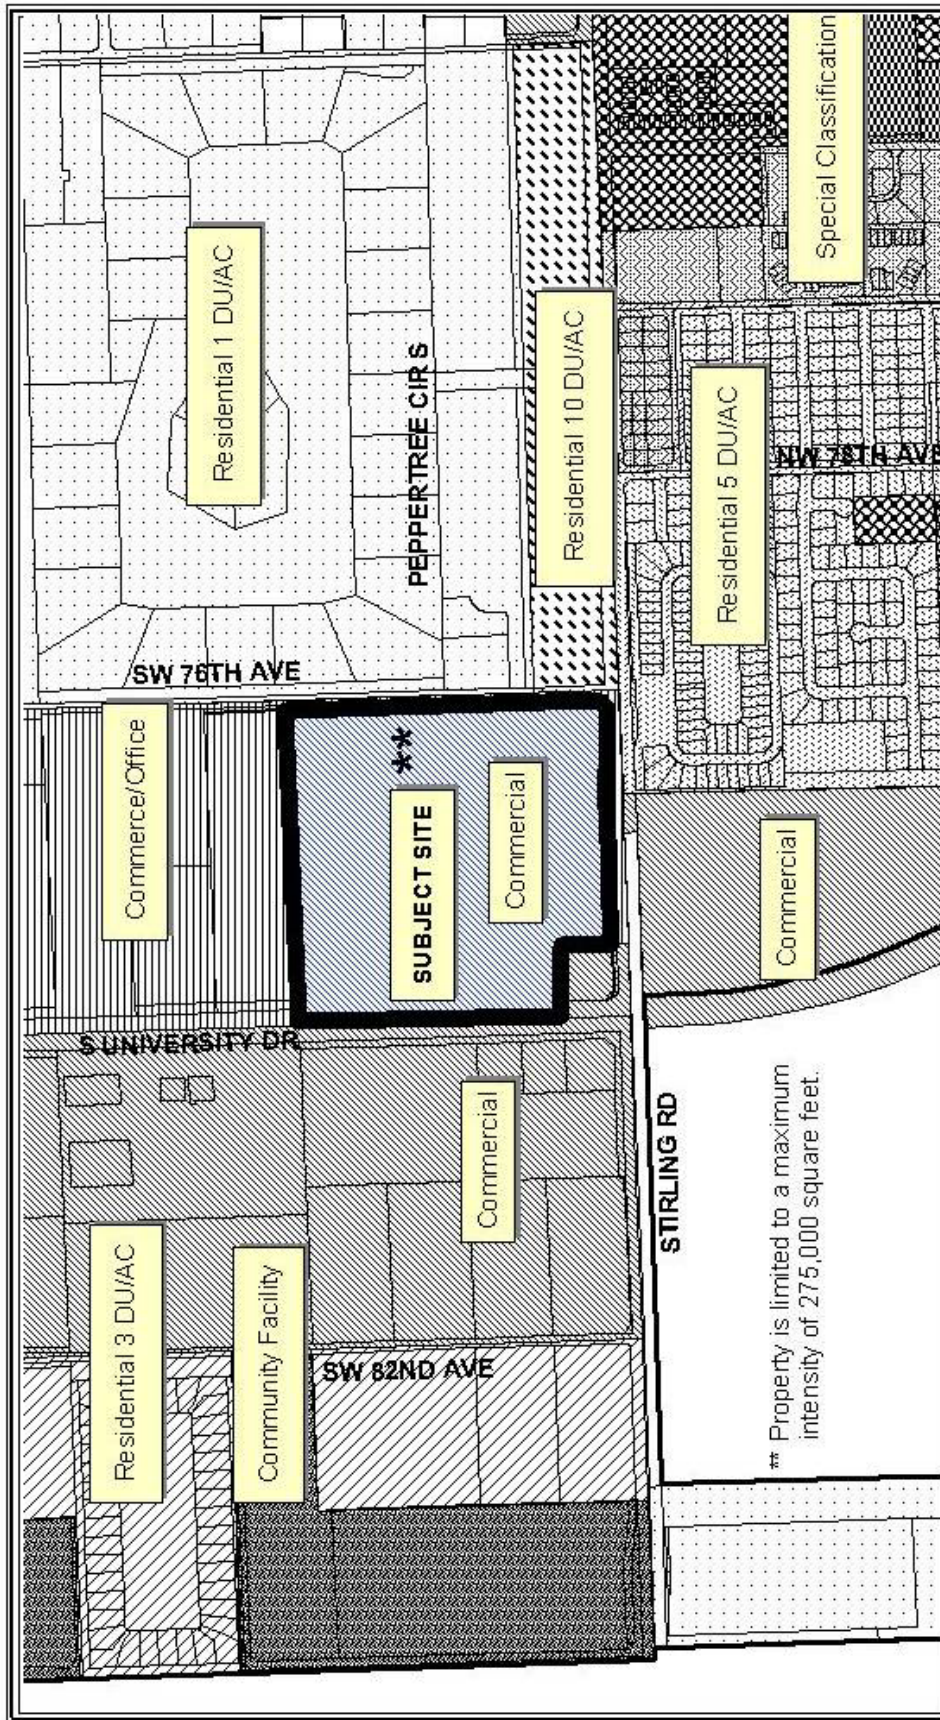 Residential 3 DU/AC
Commerce/Office
SW 76TH AVE
Residential 1 DU/AC
S UNIVERSITY DR
Community Facility
SW 82ND AVE
SUBJECT SITE
**
PEPPERTREE CIR S
Commercial
Commercial
Residential 10 DU/AC
STIRLING RD
Residential 5 DU/AC
Commercial
NW 78TH AVE
Special Classification
** Property is limited to a maximum
intensity of 275,000 square feet.